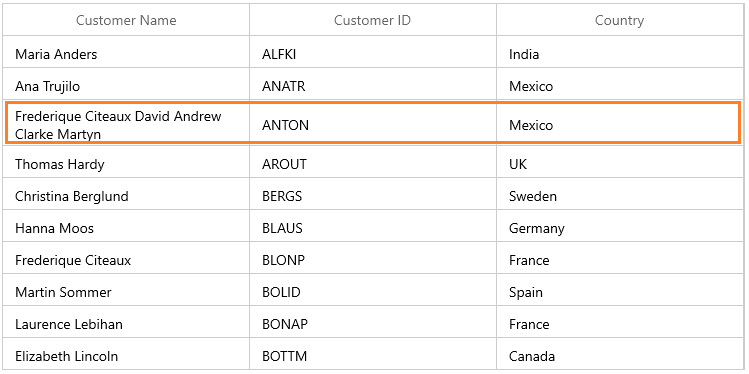 Customer Name Customer ID Country
Maria Anders ALFKI India
Ana Trujilo ANATR Mexico
Frederique Citeaux David Andrew
Clarke Martyn ANTON Mexico
Thomas Hardy AROUT UK
Christina Berglund BERGS Sweden
Hanna Moos BLAUS Germany
Frederique Citeaux BLONP France
Martin Sommer BOLID Spain
Laurence Lebihan BONAP France
Elizabeth Lincoln BOTTM Canada